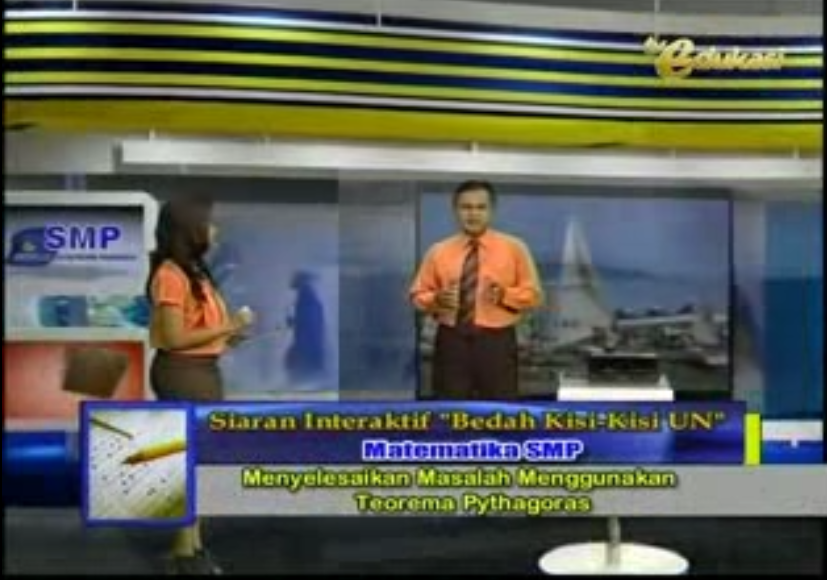 tv edukasi
SMP
Siaran Interaktif "Bedah Kisi-Kisi UN"
Matematika SMP
Menyelesaikan Masalah Menggunakan
Teorema Pythagoras